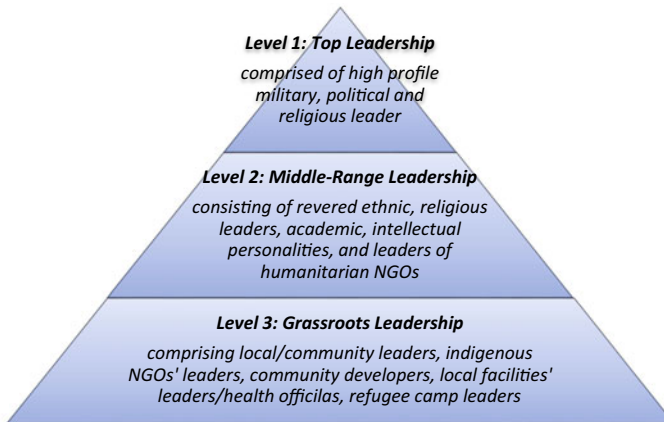 Level 1: Top Leadership
comprised of high profile
military, political and
religious leader
Level 2: Middle-Range Leadership
consisting of revered ethnic, religious
leaders, academic, intellectual
personalities, and leaders of
humanitarian NGOs
Level 3: Grassroots Leadership
comprising local/community leaders, indigenous
NGOs' leaders, community developers, local facilities'
leaders/health officilas, refugee camp leaders